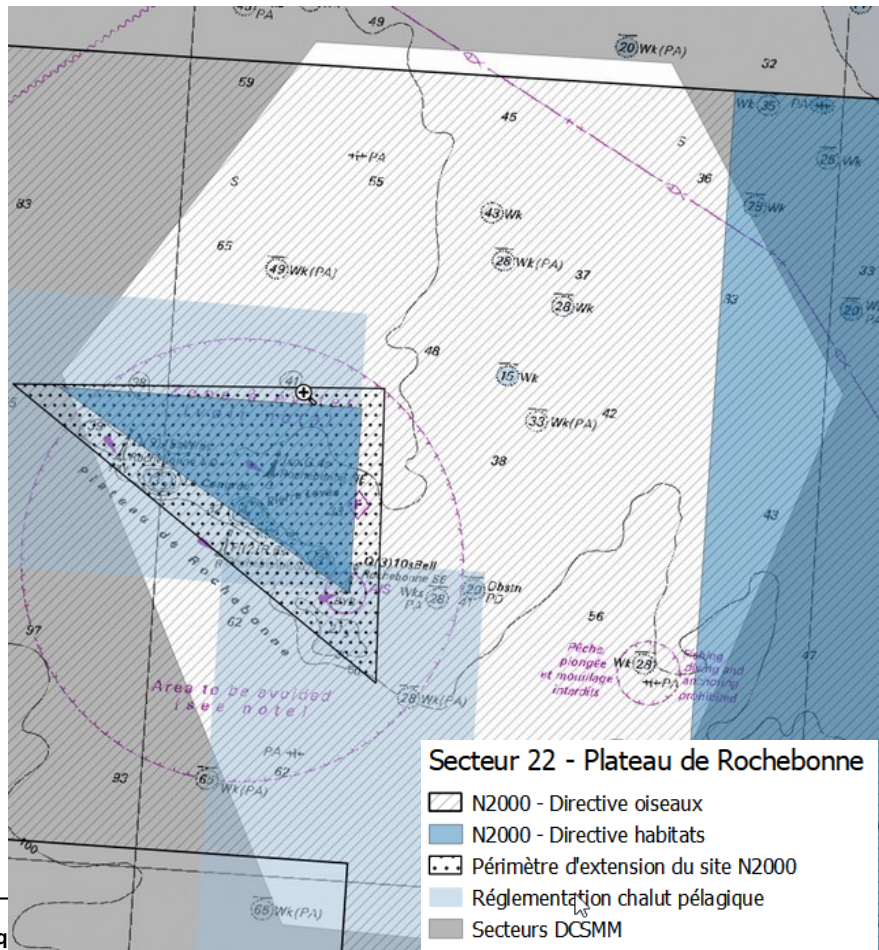 PA
49
20 Wk(PA)
32
59
45
Wk 35
PA
PA
S
25 Wk
55
36
S
28 Wk
83
43 Wk
65
28 Wk(PA)
33
49 Wk(PA)
37
33
28 Wk
20
48
15 Wk
41
33 Wk(PA)
42
38
43
Q(3)10sBell
Rochebonne SE
Wks 28
PA
Obstn
PD
56
62
97
Plateau de Rochebonne
Pêche,
plongée
et mouillage
interdits
Wk 28
PA
Fishing
diving and
anchoring
prohibited
47
Area to be avoided
(see note)
28 Wk(PA)
PA
62
93
65 Wk(PA)
100
65 Wk(PA)
Secteur 22 - Plateau de Rochebonne
N2000 - Directive oiseaux
N2000 - Directive habitats
Périmètre d'extension du site N2000
Réglementation chalut pélagique
Secteurs DCSMM
q